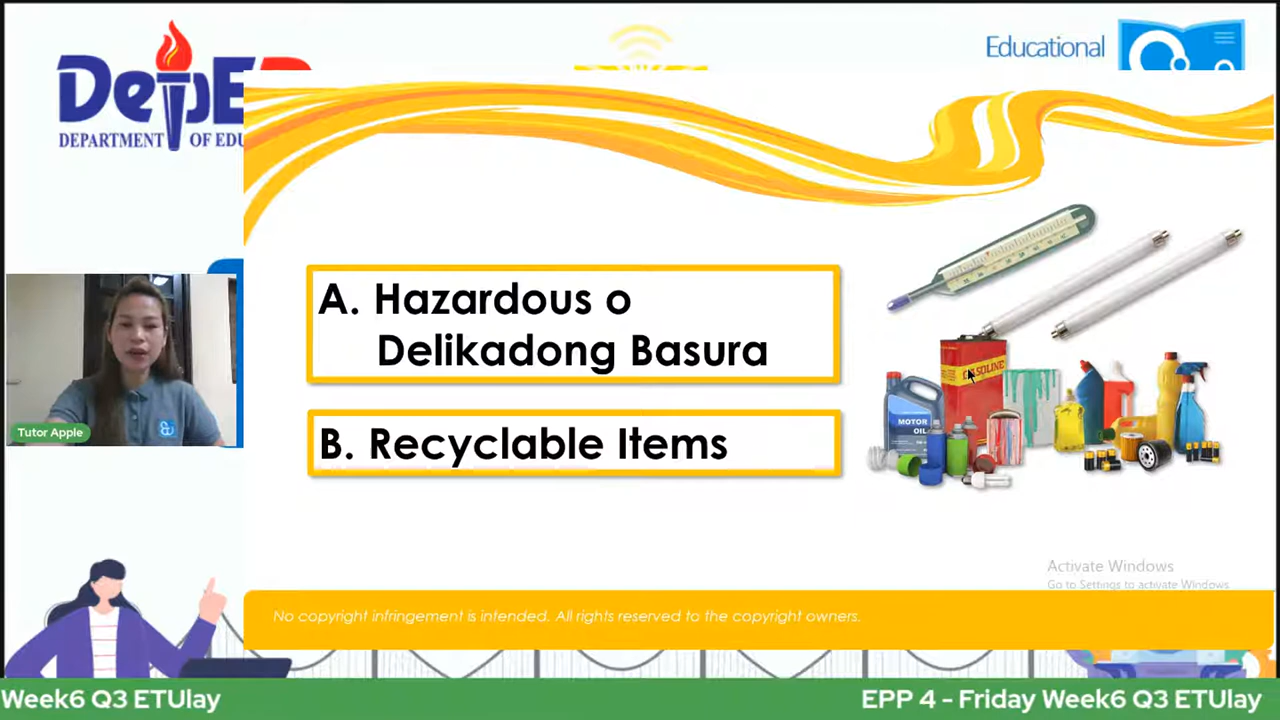 DepE
DEPARTMENT OF EDU
Educational
A. Hazardous o
Delikadong Basura
B. Recyclable Items
GASOLINE
MOTOR
OIL
Tutor Apple
Activate Windows
Go to Settings to activate Windows
No copyright infringement is intended. All rights reserved to the copyright owners.
Week6 Q3 ETUlay
EPP 4 - Friday Week6 Q3 ETUlay